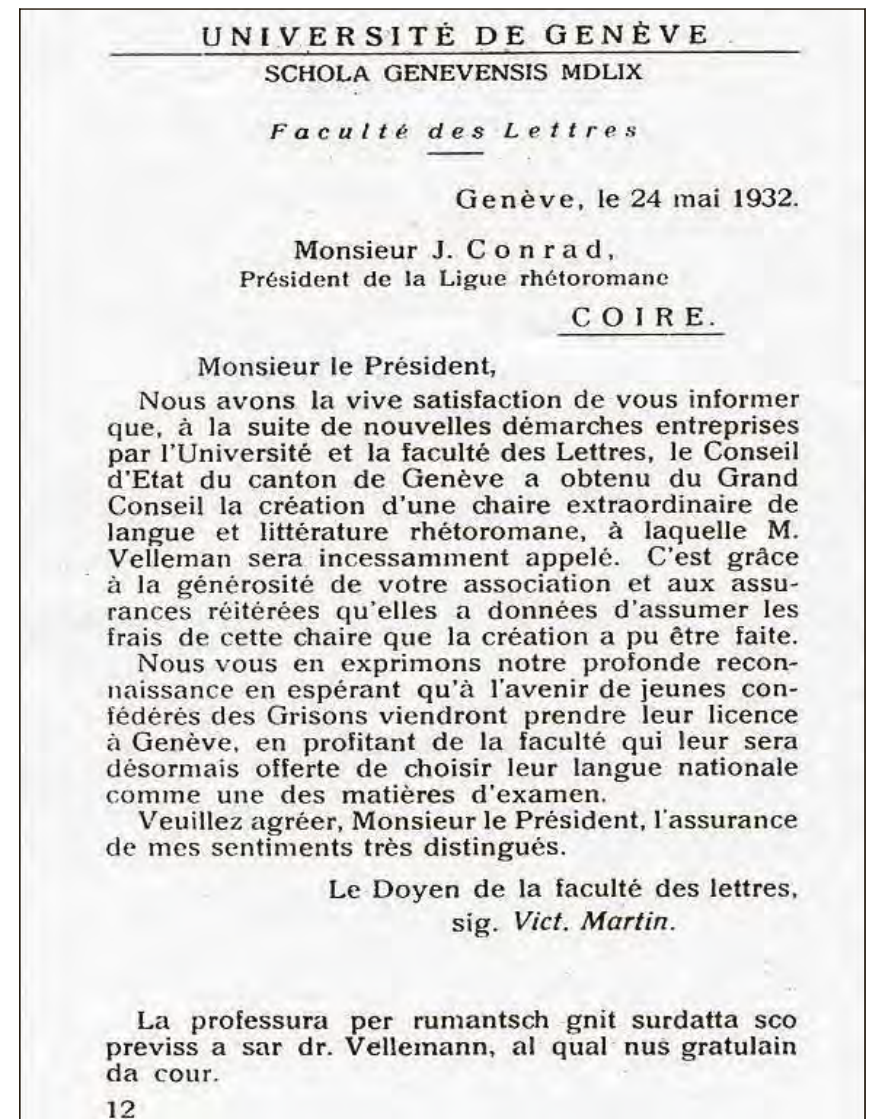 UNIVERSITÉ DE GENÈVE
SCHOLA GENEVENSIS MDLIX
Faculté des Lettres
Genève, le 24 mai 1932.
Monsieur J. Conrad,
Président de la Ligue rhétoromane
COIRE.
Monsieur le Président,
Nous avons la vive satisfaction de vous informer
que, à la suite de nouvelles démarches entreprises
par l'Université et la faculté des Lettres, le Conseil
d'Etat du canton de Genève a obtenu du Grand
Conseil la création d'une chaire extraordinaire de
langue et littérature rhétoromane, à laquelle M.
Velleman sera incessamment appelé. C'est grâce
à la générosité de votre association et aux assu-
rances réitérées qu'elles a données d'assumer les
frais de cette chaire que la création a pu être faite.
Nous vous en exprimons notre profonde recon-
naissance en espérant qu'à l'avenir de jeunes con-
fédérés des Grisons viendront prendre leur licence
à Genève, en profitant de la faculté qui leur sera
désormais offerte de choisir leur langue nationale
comme une des matières d'examen.
Veuillez agréer, Monsieur le Président, l'assurance
de mes sentiments très distingués.
Le Doyen de la faculté des lettres,
sig. Vict. Martin.
La professura per rumantsch gnit surdatta sco
previss a sar dr. Vellemann, al qual nus gratulain
da cour.
12